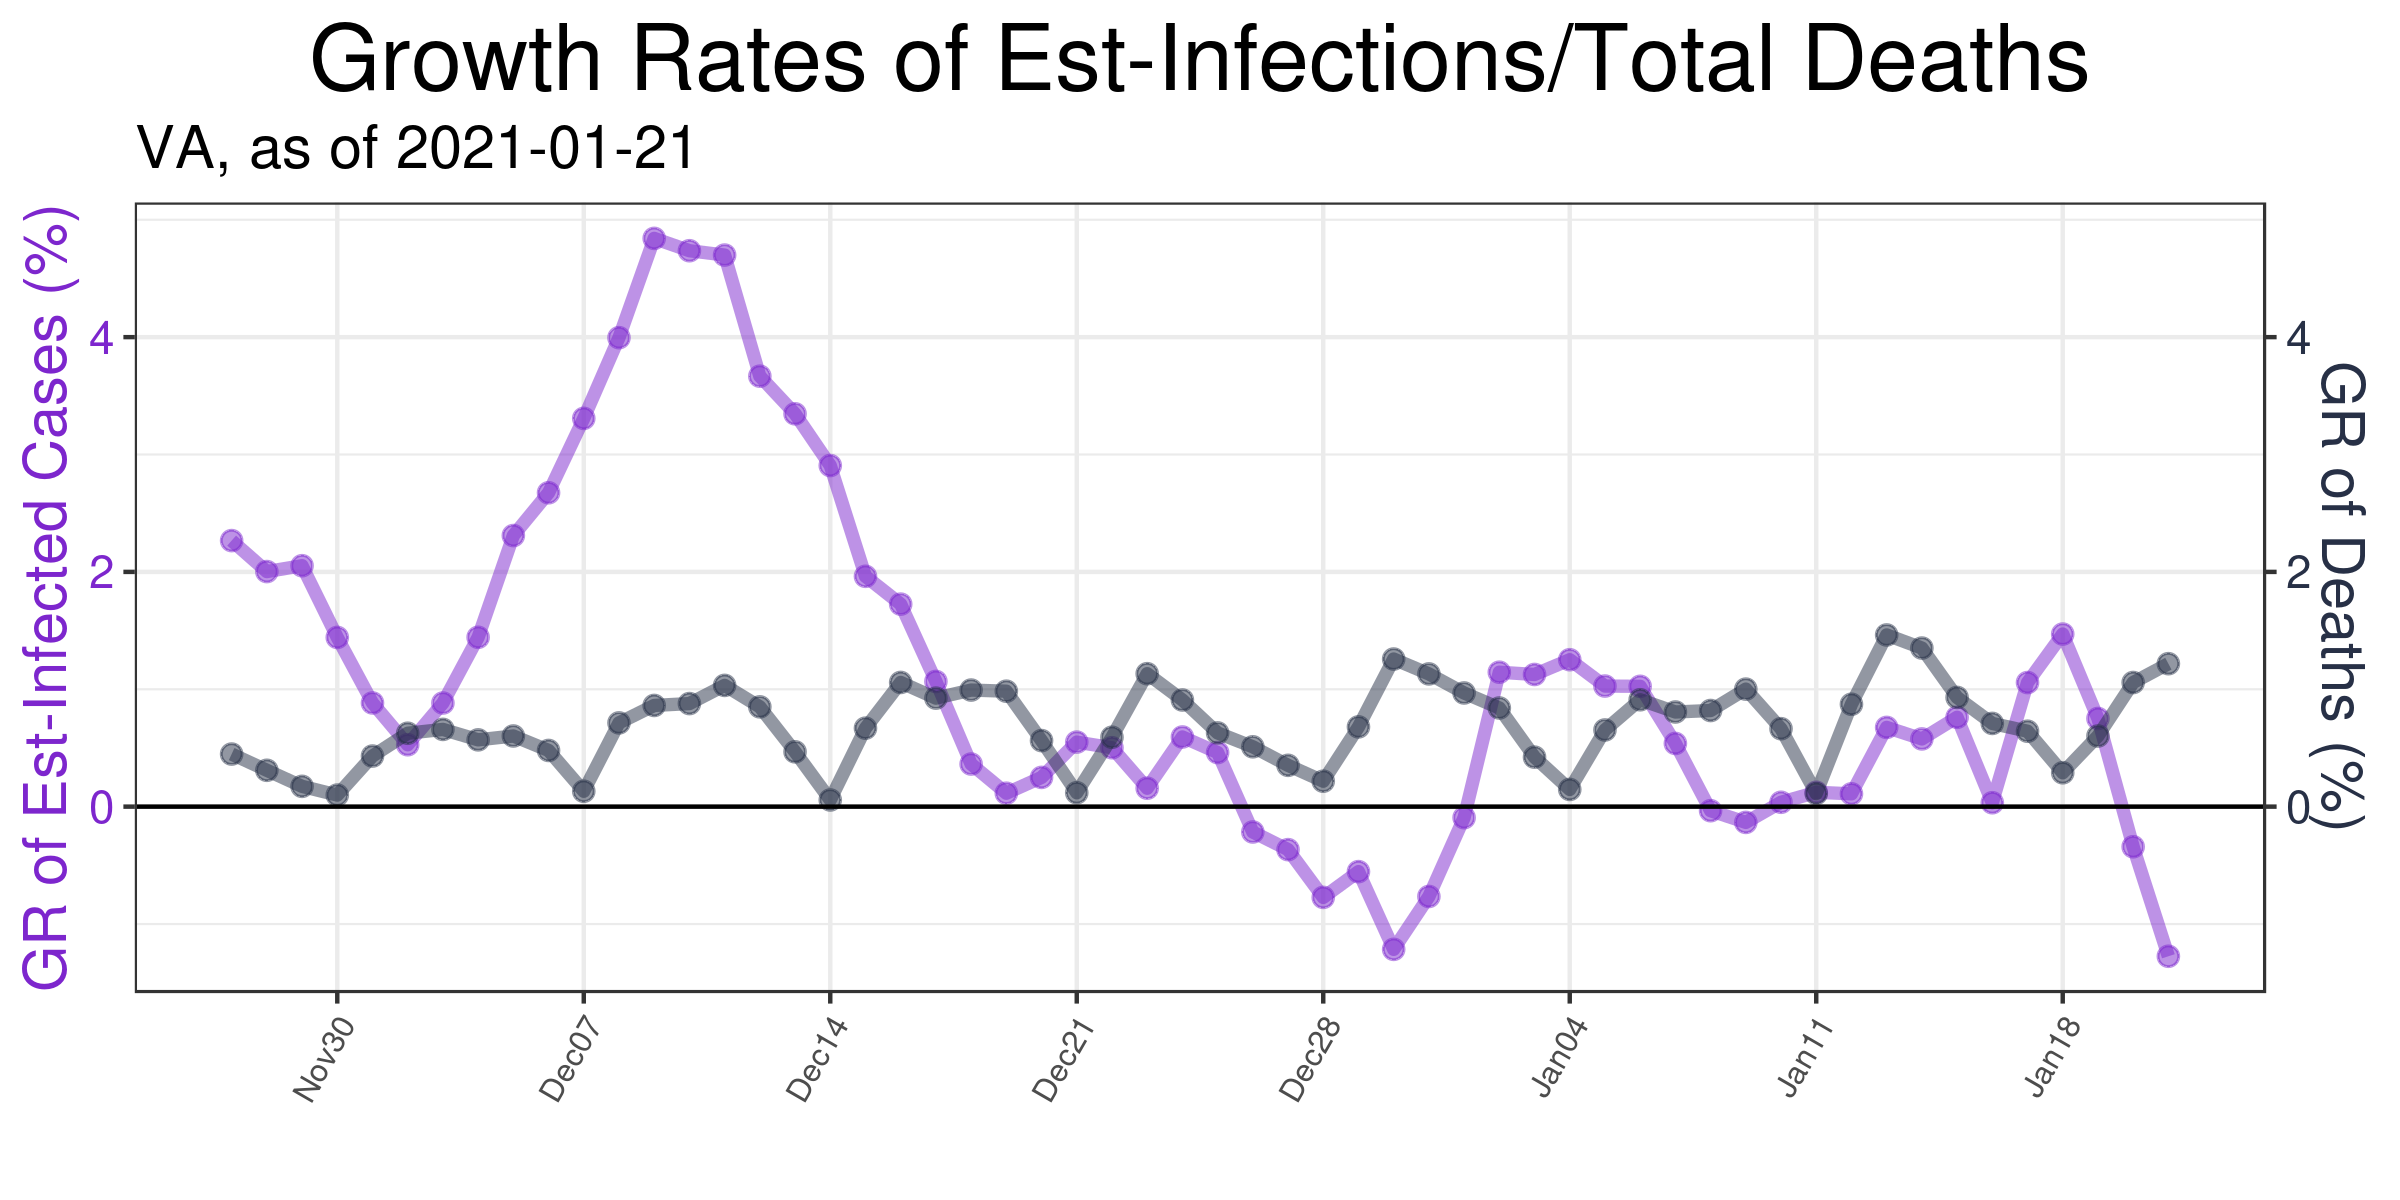 Growth Rates of Est-Infections/Total Deaths
VA, as of 2021-01-21
GR of Est-Infected Cases (%)
4
2
0
4
2
0
GR of Deaths (%)
Nov30
Dec07
Dec14
Dec21
Dec28
Jan04
Jan11
Jan18